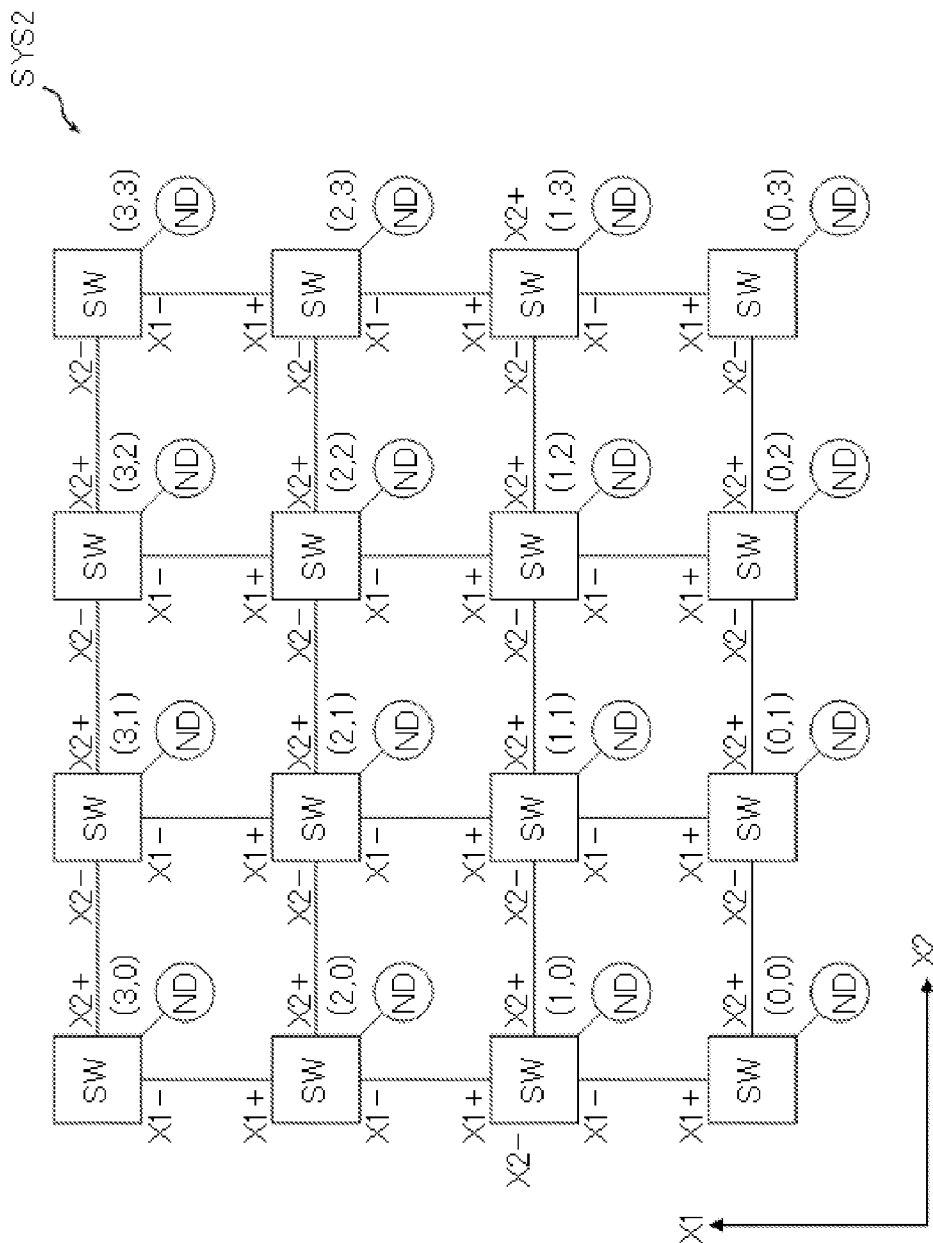 SYS2
X2+ X2- X2+ X2- X2+ X2-
SW SW SW SW
(3,0) (3,1) (3,2) (3,3)
X1- X1- X1- X1-
ND ND ND ND
X1+ X1+ X1+ X1+
X2+ X2- X2+ X2- X2+ X2-
SW SW SW SW
(2,0) (2,1) (2,2) (2,3)
X1- X1- X1- X1-
ND ND ND ND
X1+ X1+ X1+ X1+
X2- X2+ X2- X2+ X2- X2+ X2- X2+
SW SW SW SW
(1,0) (1,1) (1,2) (1,3)
X1- X1- X1- X1-
ND ND ND ND
X1+ X1+ X1+ X1+
X2+ X2- X2+ X2- X2+ X2-
SW SW SW SW
(0,0) (0,1) (0,2) (0,3)
ND ND ND ND
X1
X2